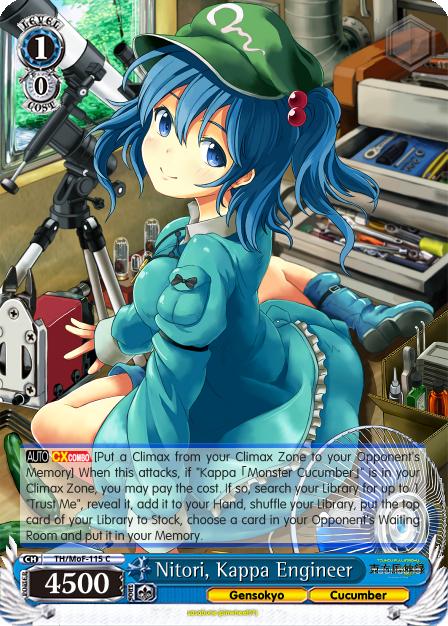 LEVEL
1
0
COST
AUTO CXCOMBO [Put a Climax from your Climax Zone to your Opponent's
Memory] When this attacks, if "Kappa「Monster Cucumber」" is in your
Climax Zone, you may pay the cost. If so, search your Library for up to 1
"Trust Me", reveal it, add it to your Hand, shuffle your Library, put the top
card of your Library to Stock, choose a card in your Opponent's Waiting
Room and put it in your Memory.
CH TH/MoF-115 C
POWER 4500 SOUL Nitori, Kappa Engineer
Gensokyo Cucumber